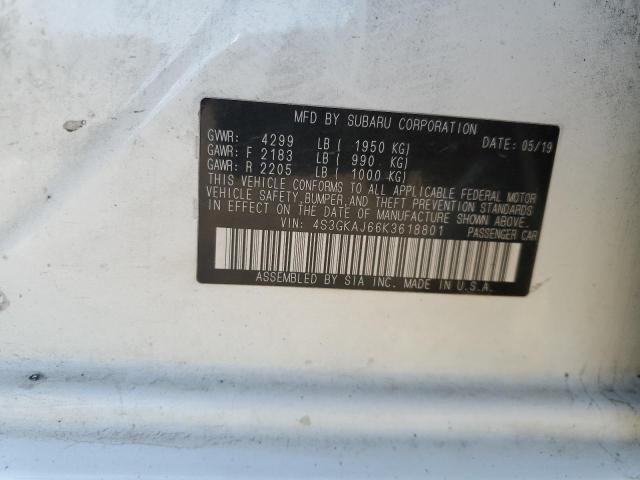 MFD BY SUBARU CORPORATION
GVWR: 4299 LB ( 1950 KG) DATE: 05/19
GAWR: F 2183 LB ( 990 KG)
GAWR: R 2205 LB ( 1000 KG)
THIS VEHICLE CONFORMS TO ALL APPLICABLE FEDERAL MOTOR
VEHICLE SAFETY, BUMPER, AND THEFT PREVENTION STANDARDS
IN EFFECT ON THE DATE OF MANUFACTURE SHOWN ABOVE.
VIN: 4S3GKAJ66K3618801 PASSENGER CAR
ASSEMBLED BY SIA INC. MADE IN U.S.A.